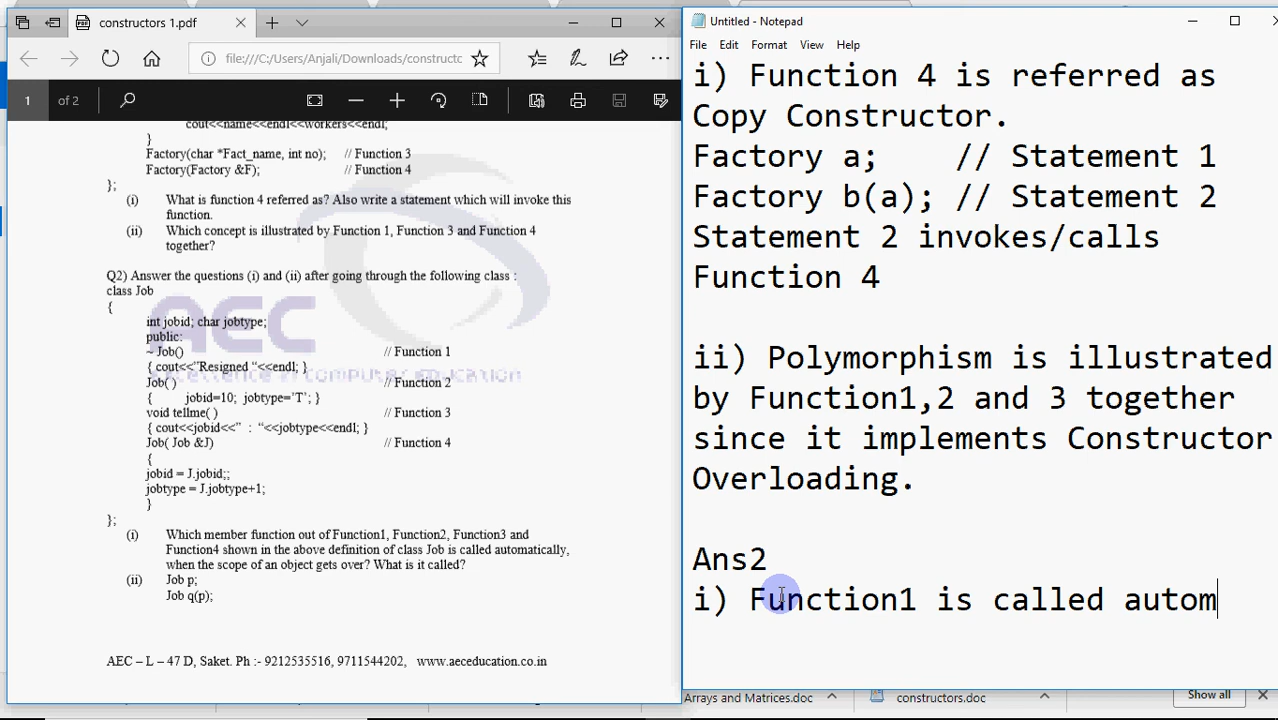 constructors 1.pdf
file:///C:/Users/Anjali/Downloads/constructc
1 of 2
cout<<name<<endl<<workers<<endl;
}
Factory(char *Fact_name, int no); // Function 3
Factory(Factory &F); // Function 4
};
(i) What is function 4 referred as? Also write a statement which will invoke this
function.
(ii) Which concept is illustrated by Function 1, Function 3 and Function 4
together?
Q2) Answer the questions (i) and (ii) after going through the following class :
class Job
{
int jobid; char jobtype;
public:
~ Job() // Function 1
{ cout<<"Resigned "<<endl; }
Job( ) // Function 2
{ jobid=10; jobtype='T'; }
void tellme( ) // Function 3
{ cout<<jobid<<" : "<<jobtype<<endl; }
Job( Job &J) // Function 4
{
jobid = J.jobid;;
jobtype = J.jobtype+1;
}
};
(i) Which member function out of Function1, Function2, Function3 and
Function4 shown in the above definition of class Job is called automatically,
when the scope of an object gets over? What is it called?
(ii) Job p;
Job q(p);
AEC
Excellence in computer education
AEC – L – 47 D, Saket. Ph :- 9212535516, 9711544202, www.aeceducation.co.in
Untitled - Notepad
File Edit Format View Help
i) Function 4 is referred as
Copy Constructor.
Factory a; // Statement 1
Factory b(a); // Statement 2
Statement 2 invokes/calls
Function 4
ii) Polymorphism is illustrated
by Function1,2 and 3 together
since it implements Constructor
Overloading.
Ans2
i) Function1 is called autom
Arrays and Matrices.doc
constructors.doc
Show all